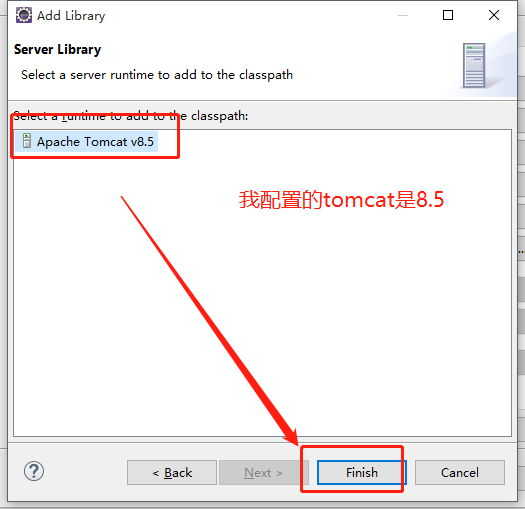 Add Library
Server Library
Select a server runtime to add to the classpath
Select a runtime to add to the classpath:
Apache Tomcat v8.5
我配置的tomcat是8.5
?
< Back
Next >
Finish
Cancel